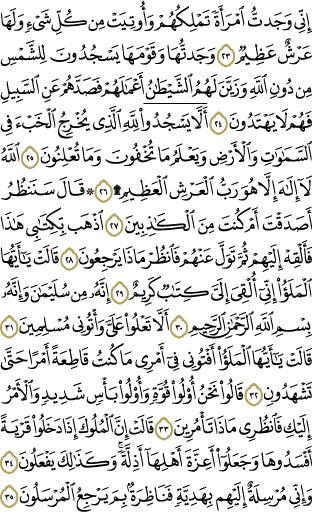 إِنِّي وَجَدتُّ ٱمْرَأَةً تَمْلِكُهُمْ وَأُوتِيَتْ مِن كُلِّ شَيْءٍ وَلَهَا
عَرْشٌ عَظِيمٌ ٢٣ وَجَدتُّهَا وَقَوْمَهَا يَسْجُدُونَ لِلشَّمْسِ
مِن دُونِ ٱللَّهِ وَزَيَّنَ لَهُمُ ٱلشَّيْطَٰنُ أَعْمَٰلَهُمْ فَصَدَّهُمْ عَنِ ٱلسَّبِيلِ
فَهُمْ لَا يَهْتَدُونَ ٢٤ أَلَّا يَسْجُدُوا۟ لِلَّهِ ٱلَّذِي يُخْرِجُ ٱلْخَبْءَ فِي
ٱلسَّمَٰوَٰتِ وَٱلْأَرْضِ وَيَعْلَمُ مَا تُخْفُونَ وَمَا تُعْلِنُونَ ٢٥ ٱللَّهُ
لَآ إِلَٰهَ إِلَّا هُوَ رَبُّ ٱلْعَرْشِ ٱلْعَظِيمِ ۩ ٢٦ ۞ قَالَ سَنَنظُرُ
أَصَدَقْتَ أَمْ كُنتَ مِنَ ٱلْكَٰذِبِينَ ٢٧ ٱذْهَب بِّكِتَٰبِي هَٰذَا
فَأَلْقِهْ إِلَيْهِمْ ثُمَّ تَوَلَّ عَنْهُمْ فَٱنظُرْ مَاذَا يَرْجِعُونَ ٢٨ قَالَتْ يَٰٓأَيُّهَا
ٱلْمَلَؤُا۟ إِنِّيٓ أُلْقِيَ إِلَيَّ كِتَٰبٌ كَرِيمٌ ٢٩ إِنَّهُۥ مِن سُلَيْمَٰنَ وَإِنَّهُۥ
بِسْمِ ٱللَّهِ ٱلرَّحْمَٰنِ ٱلرَّحِيمِ ٣٠ أَلَّا تَعْلُوا۟ عَلَيَّ وَأْتُونِي مُسْلِمِينَ ٣١
قَالَتْ يَٰٓأَيُّهَا ٱلْمَلَؤُا۟ أَفْتُونِي فِيٓ أَمْرِي مَا كُنتُ قَاطِعَةً أَمْرًا حَتَّىٰ
تَشْهَدُونِ ٣٢ قَالُوا۟ نَحْنُ أُو۟لُوا۟ قُوَّةٍ وَأُو۟لُوا۟ بَأْسٍ شَدِيدٍ وَٱلْأَمْرُ
إِلَيْكِ فَٱنظُرِي مَاذَا تَأْمُرِينَ ٣٣ قَالَتْ إِنَّ ٱلْمُلُوكَ إِذَا دَخَلُوا۟ قَرْيَةً
أَفْسَدُوهَا وَجَعَلُوٓا۟ أَعِزَّةَ أَهْلِهَآ أَذِلَّةً ۖ وَكَذَٰلِكَ يَفْعَلُونَ ٣٤
وَإِنِّي مُرْسِلَةٌ إِلَيْهِم بِهَدِيَّةٍ فَنَاظِرَةٌۢ بِمَ يَرْجِعُ ٱلْمُرْسَلُونَ ٣٥